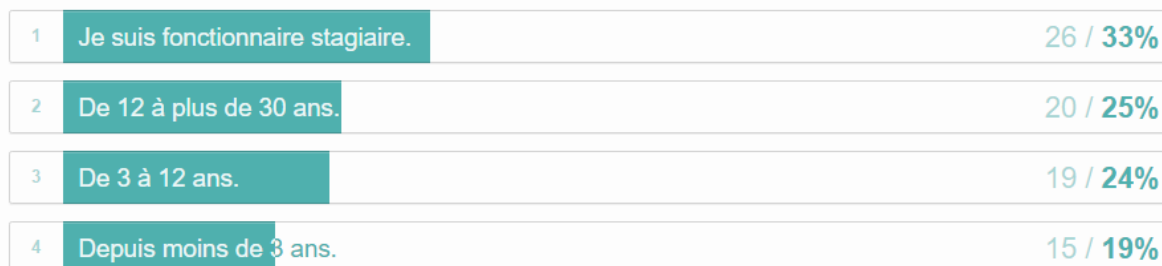 1 Je suis fonctionnaire stagiaire. 26 / 33%
2 De 12 à plus de 30 ans. 20 / 25%
3 De 3 à 12 ans. 19 / 24%
4 Depuis moins de 3 ans. 15 / 19%